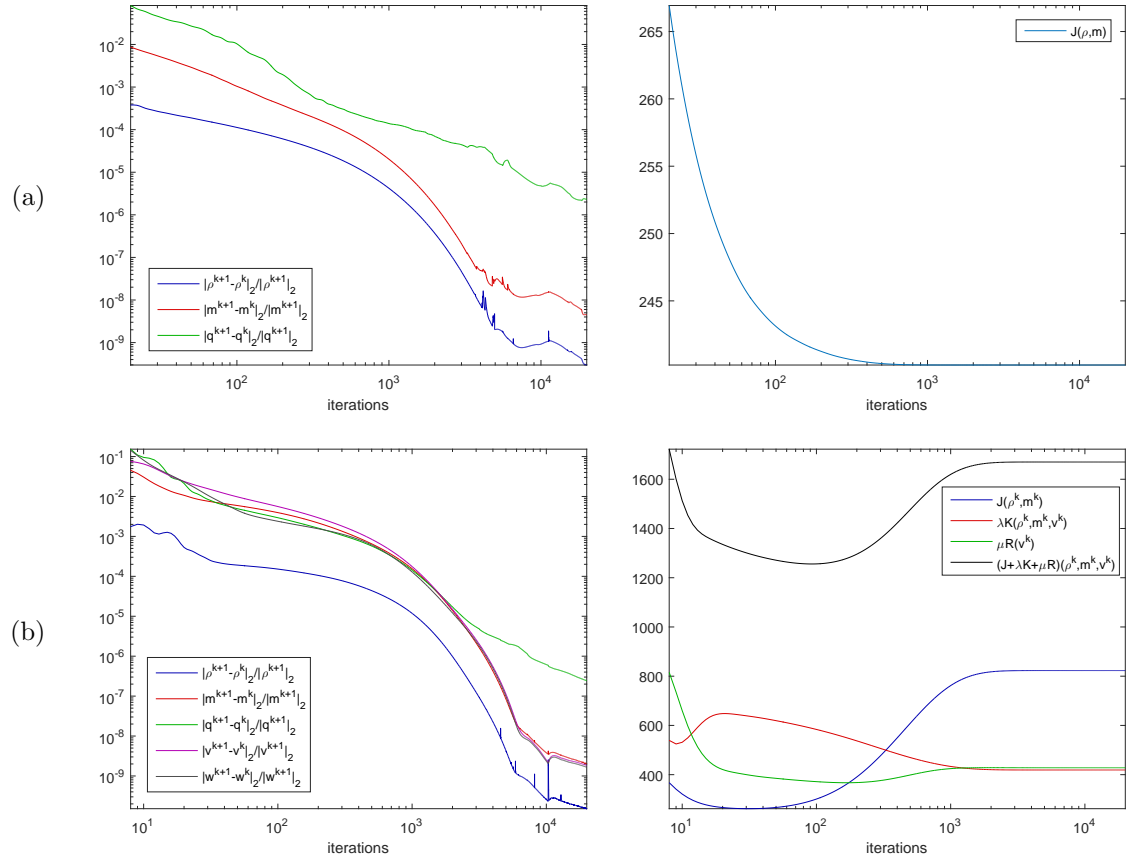 (a)
10^-2
10^-3
10^-4
10^-5
10^-6
10^-7
10^-8
10^-9
|ρ^{k+1}-ρ^k|_2/|ρ^{k+1}|_2
|m^{k+1}-m^k|_2/|m^{k+1}|_2
|q^{k+1}-q^k|_2/|q^{k+1}|_2
10^2 10^3 10^4
iterations
265
260
255
250
245
J(ρ,m)
10^2 10^3 10^4
iterations
(b)
10^-1
10^-2
10^-3
10^-4
10^-5
10^-6
10^-7
10^-8
10^-9
|ρ^{k+1}-ρ^k|_2/|ρ^{k+1}|_2
|m^{k+1}-m^k|_2/|m^{k+1}|_2
|q^{k+1}-q^k|_2/|q^{k+1}|_2
|v^{k+1}-v^k|_2/|v^{k+1}|_2
|w^{k+1}-w^k|_2/|w^{k+1}|_2
10^1 10^2 10^3 10^4
iterations
1600
1400
1200
1000
800
600
400
J(ρ^k,m^k)
λK(ρ^k,m^k,v^k)
μR(v^k)
(J+λK+μR)(ρ^k,m^k,v^k)
10^1 10^2 10^3 10^4
iterations